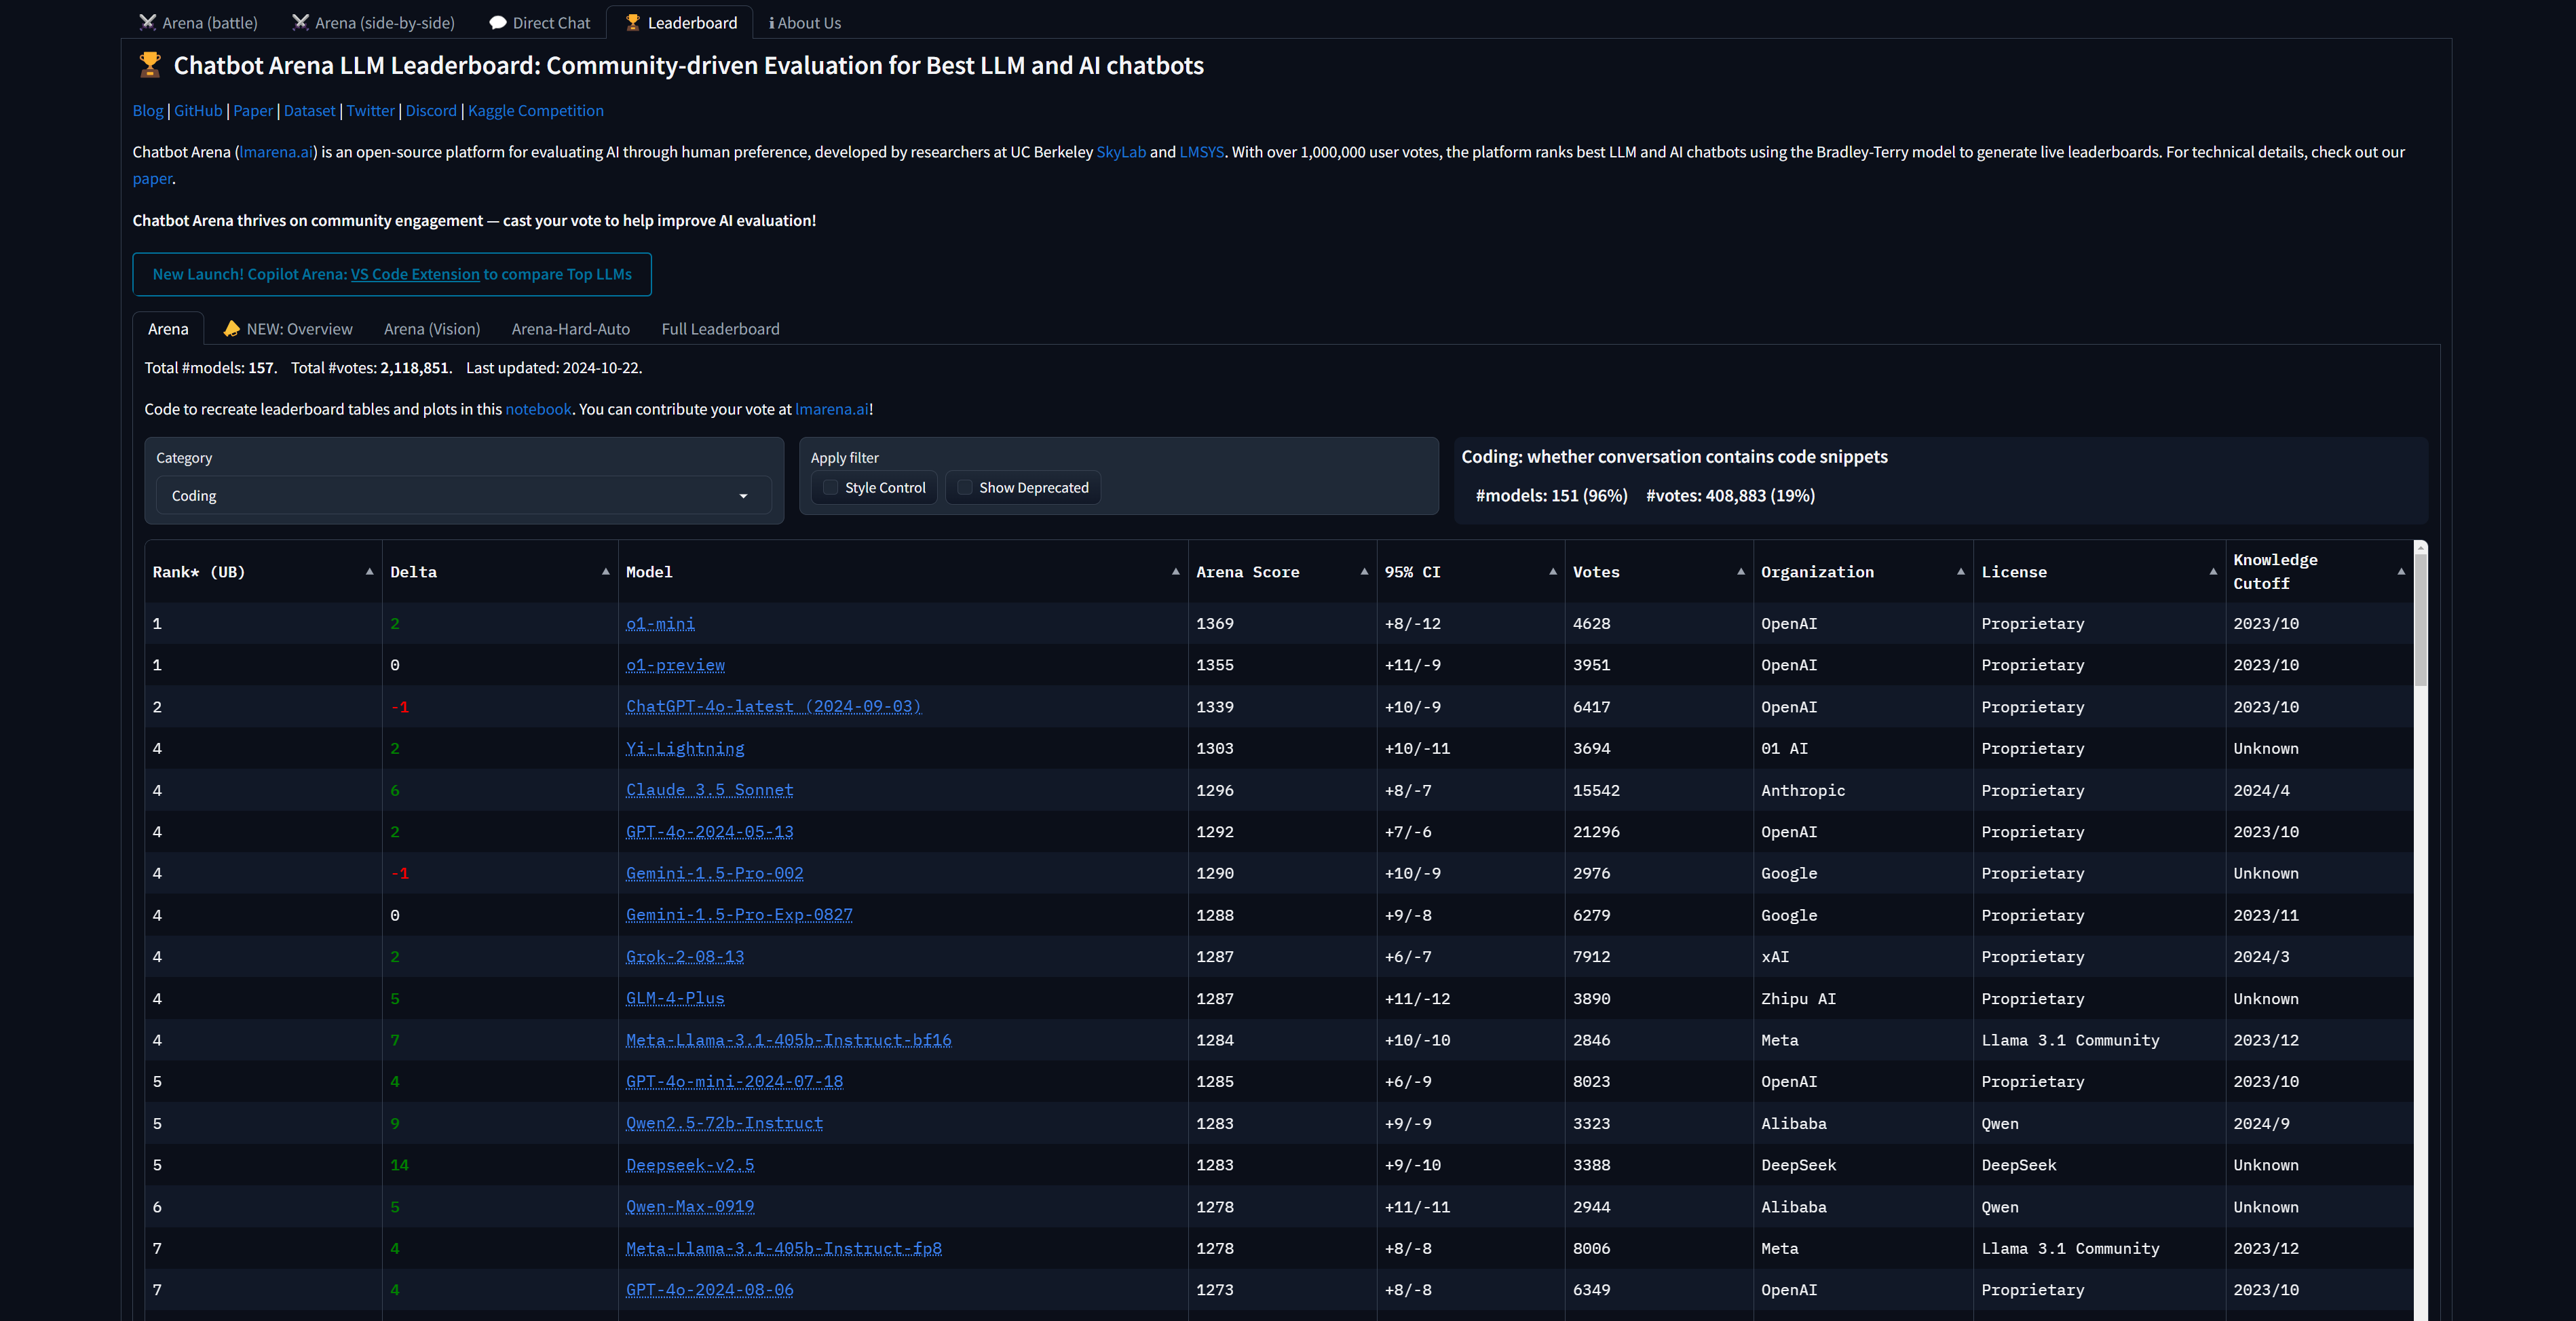 Arena (battle) Arena (side-by-side) Direct Chat Leaderboard About Us
Chatbot Arena LLM Leaderboard: Community-driven Evaluation for Best LLM and AI chatbots
Blog | GitHub | Paper | Dataset | Twitter | Discord | Kaggle Competition
Chatbot Arena (lmarena.ai) is an open-source platform for evaluating AI through human preference, developed by researchers at UC Berkeley SkyLab and LMSYS. With over 1,000,000 user votes, the platform ranks best LLM and AI chatbots using the Bradley-Terry model to generate live leaderboards. For technical details, check out our
paper.
Chatbot Arena thrives on community engagement — cast your vote to help improve AI evaluation!
New Launch! Copilot Arena: VS Code Extension to compare Top LLMs
Arena NEW: Overview Arena (Vision) Arena-Hard-Auto Full Leaderboard
Total #models: 157. Total #votes: 2,118,851. Last updated: 2024-10-22.
Code to recreate leaderboard tables and plots in this notebook. You can contribute your vote at lmarena.ai!
Category
Coding
Apply filter
Style Control Show Deprecated
Coding: whether conversation contains code snippets
#models: 151 (96%) #votes: 408,883 (19%)
Rank* (UB) Delta Model Arena Score 95% CI Votes Organization License Knowledge Cutoff
1 2 o1-mini 1369 +8/-12 4628 OpenAI Proprietary 2023/10
1 0 o1-preview 1355 +11/-9 3951 OpenAI Proprietary 2023/10
2 -1 ChatGPT-4o-latest (2024-09-03) 1339 +10/-9 6417 OpenAI Proprietary 2023/10
4 2 Yi-Lightning 1303 +10/-11 3694 01 AI Proprietary Unknown
4 6 Claude 3.5 Sonnet 1296 +8/-7 15542 Anthropic Proprietary 2024/4
4 2 GPT-4o-2024-05-13 1292 +7/-6 21296 OpenAI Proprietary 2023/10
4 -1 Gemini-1.5-Pro-002 1290 +10/-9 2976 Google Proprietary Unknown
4 0 Gemini-1.5-Pro-Exp-0827 1288 +9/-8 6279 Google Proprietary 2023/11
4 2 Grok-2-08-13 1287 +6/-7 7912 xAI Proprietary 2024/3
4 5 GLM-4-Plus 1287 +11/-12 3890 Zhipu AI Proprietary Unknown
4 7 Meta-Llama-3.1-405b-Instruct-bf16 1284 +10/-10 2846 Meta Llama 3.1 Community 2023/12
5 4 GPT-4o-mini-2024-07-18 1285 +6/-9 8023 OpenAI Proprietary 2023/10
5 9 Qwen2.5-72b-Instruct 1283 +9/-9 3323 Alibaba Qwen 2024/9
5 14 Deepseek-v2.5 1283 +9/-10 3388 DeepSeek DeepSeek Unknown
6 5 Qwen-Max-0919 1278 +11/-11 2944 Alibaba Qwen Unknown
7 4 Meta-Llama-3.1-405b-Instruct-fp8 1278 +8/-8 8006 Meta Llama 3.1 Community 2023/12
7 4 GPT-4o-2024-08-06 1273 +8/-8 6349 OpenAI Proprietary 2023/10